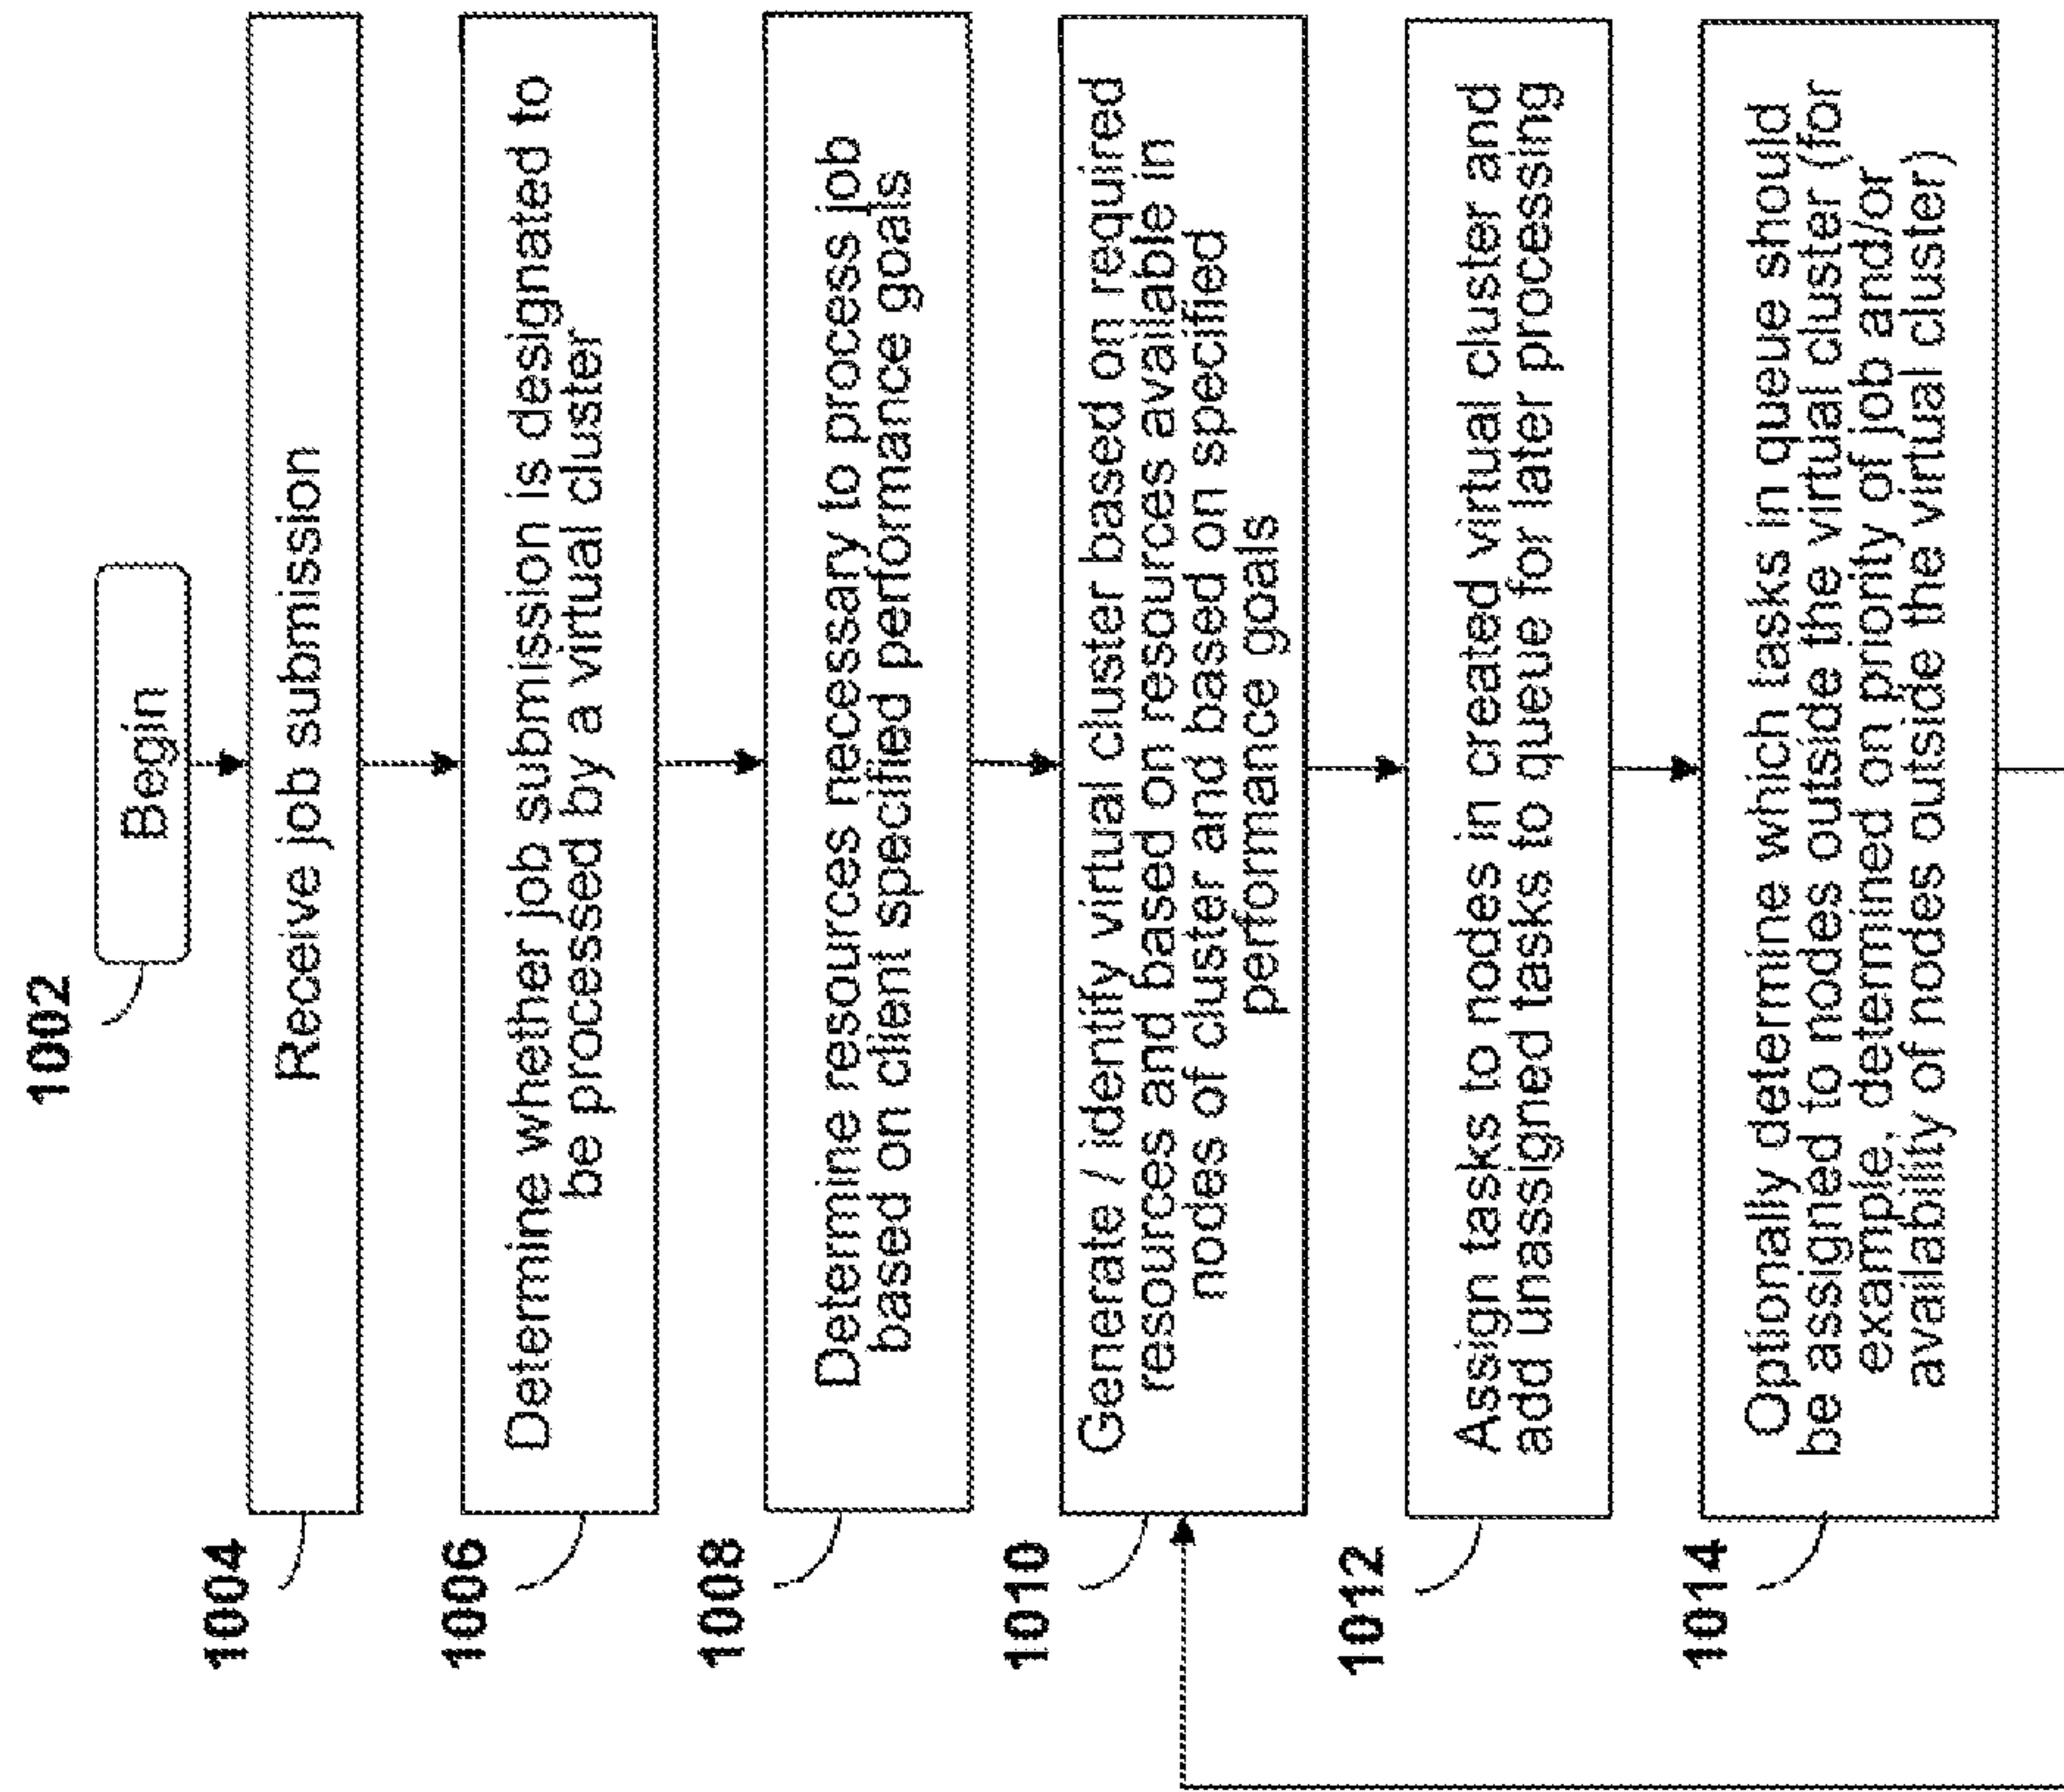 1002
Begin
1004
Receive job submission
1006
Determine whether job submission is designated to
be processed by a virtual cluster
1008
Determine resources necessary to process job
based on client specified performance goals
1010
Generate / identify virtual cluster based on required
resources and based on resources available in
nodes of cluster and based on specified
performance goals
1012
Assign tasks to nodes in created virtual cluster and
add unassigned tasks to queue for later processing
1014
Optionally determine which tasks in queue should
be assigned to nodes outside the virtual cluster (for
example, determined on priority of job and/or
availability of nodes outside the virtual cluster)